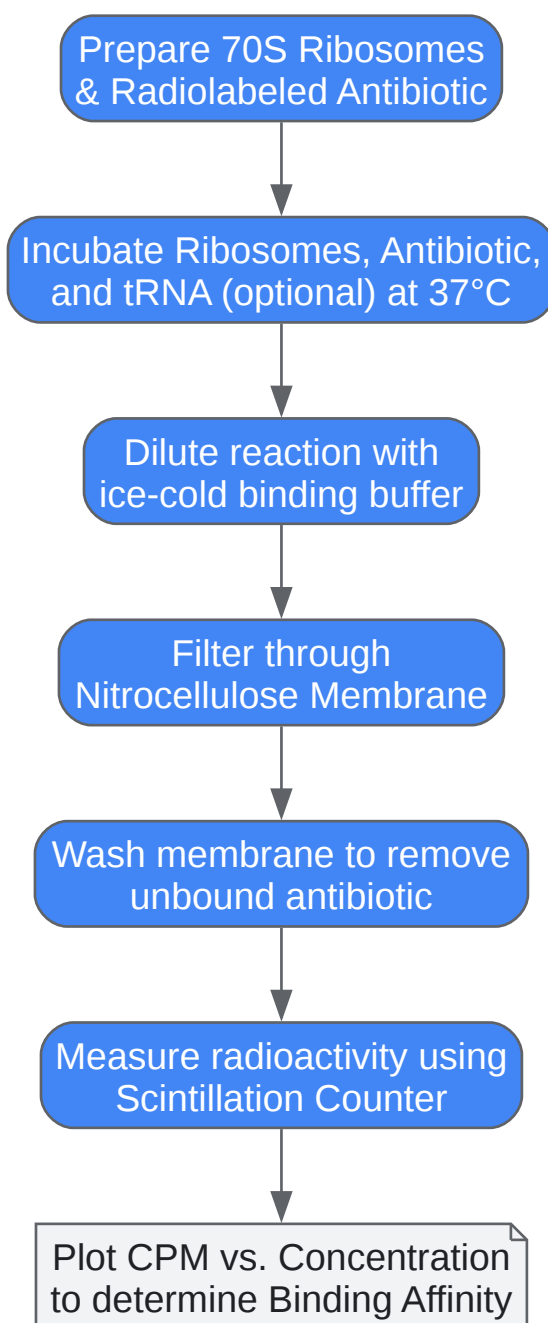 Prepare 70S Ribosomes
& Radiolabeled Antibiotic
Incubate Ribosomes, Antibiotic,
and tRNA (optional) at 37°C
Dilute reaction with
ice-cold binding buffer
Filter through
Nitrocellulose Membrane
Wash membrane to remove
unbound antibiotic
Measure radioactivity using
Scintillation Counter
Plot CPM vs. Concentration
to determine Binding Affinity